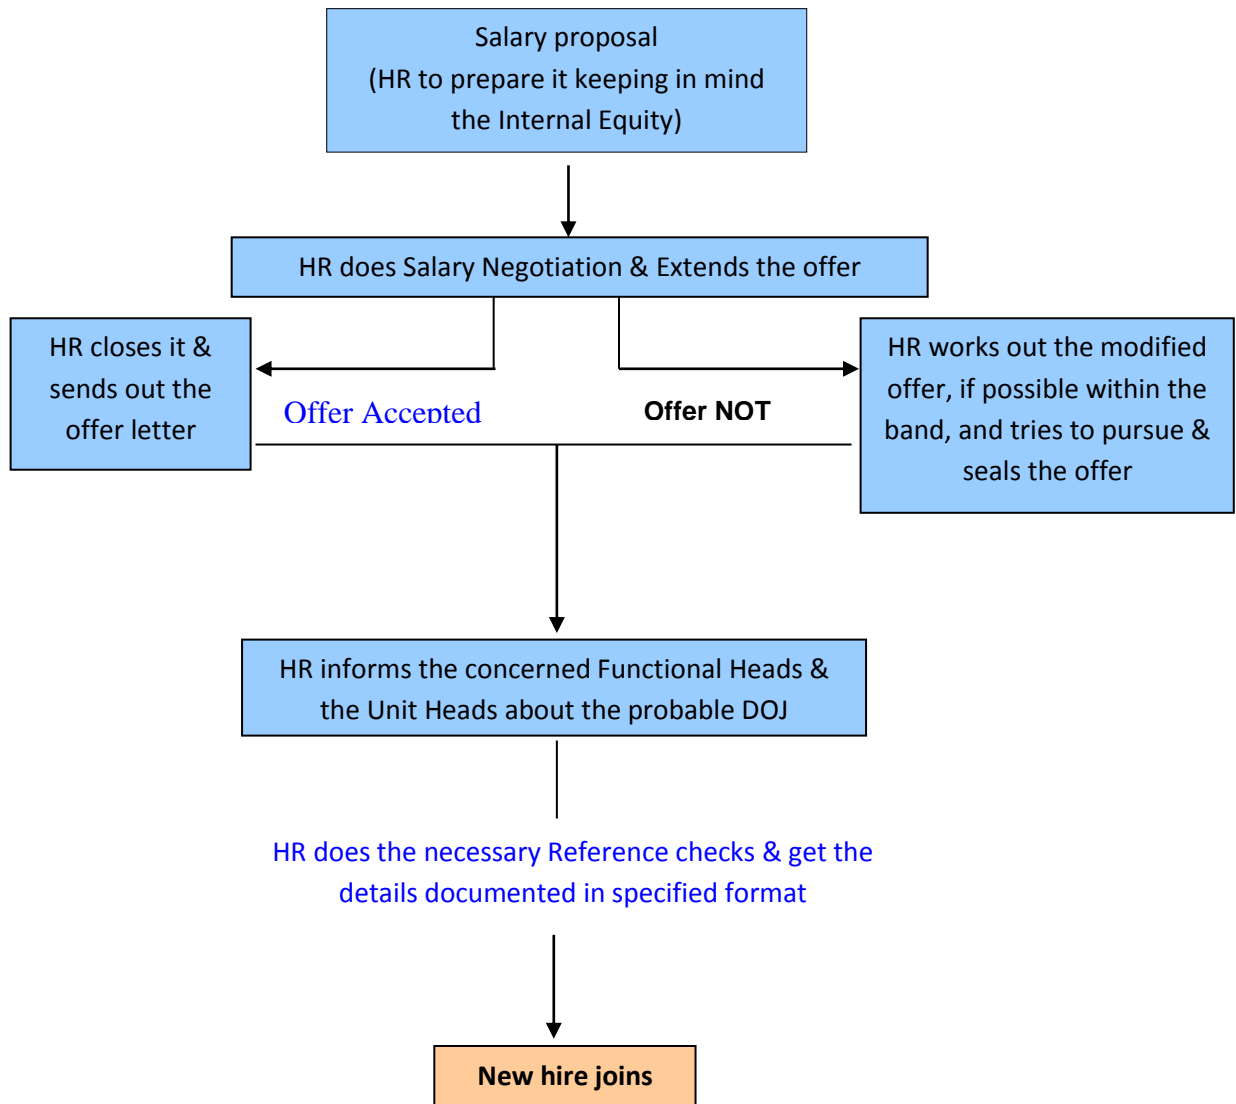 Salary proposal
(HR to prepare it keeping in mind
the Internal Equity)
HR does Salary Negotiation & Extends the offer
HR closes it &
sends out the
offer letter
Offer Accepted
Offer NOT
HR works out the modified
offer, if possible within the
band, and tries to pursue &
seals the offer
HR informs the concerned Functional Heads &
the Unit Heads about the probable DOJ
HR does the necessary Reference checks & get the
details documented in specified format
New hire joins